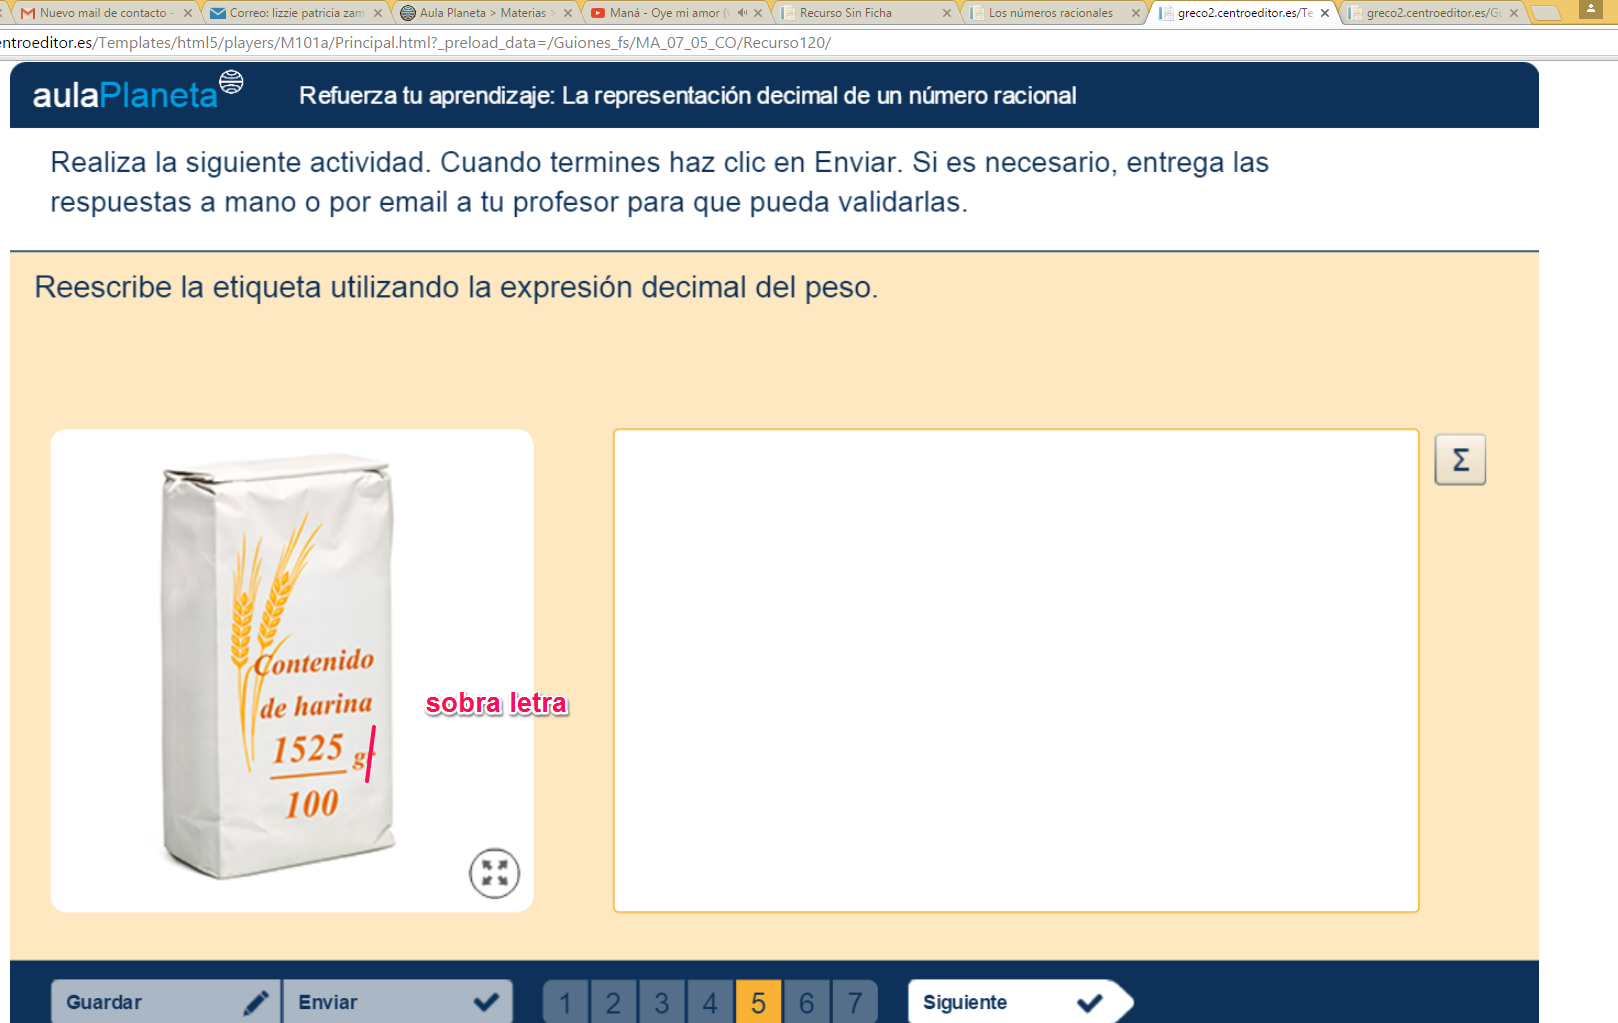 Nuevo mail de contacto -
Correo: lizzie patricia zam
Aula Planeta > Materias >
Maná - Oye mi amor (
Recurso Sin Ficha
Los números racionales
greco2.centroeditor.es/Te
greco2.centroeditor.es/Gu
entroeditor.es/Templates/html5/players/M101a/Principal.html?_preload_data=/Guiones_fs/MA_07_05_CO/Recurso120/
aulaPlaneta
Refuerza tu aprendizaje: La representación decimal de un número racional
Realiza la siguiente actividad. Cuando termines haz clic en Enviar. Si es necesario, entrega las
respuestas a mano o por email a tu profesor para que pueda validarlas.
Reescribe la etiqueta utilizando la expresión decimal del peso.
Σ
Contenido
de harina
1525 gr
100
sobra letra
Guardar
Enviar
1 2 3 4 5 6 7
Siguiente